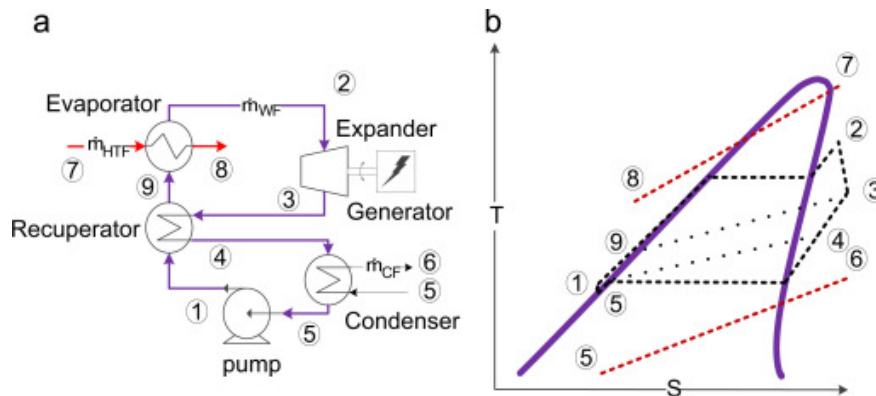 a
②
Evaporator
ṁWF
Expander
ṁHTF
⑦
⑧
⑨
③
Generator
Recuperator
④
ṁCF
⑥
⑤
①
⑤
Condenser
pump
b
⑦
②
⑧
③
T
⑨
④
⑥
①
⑤
⑤
S